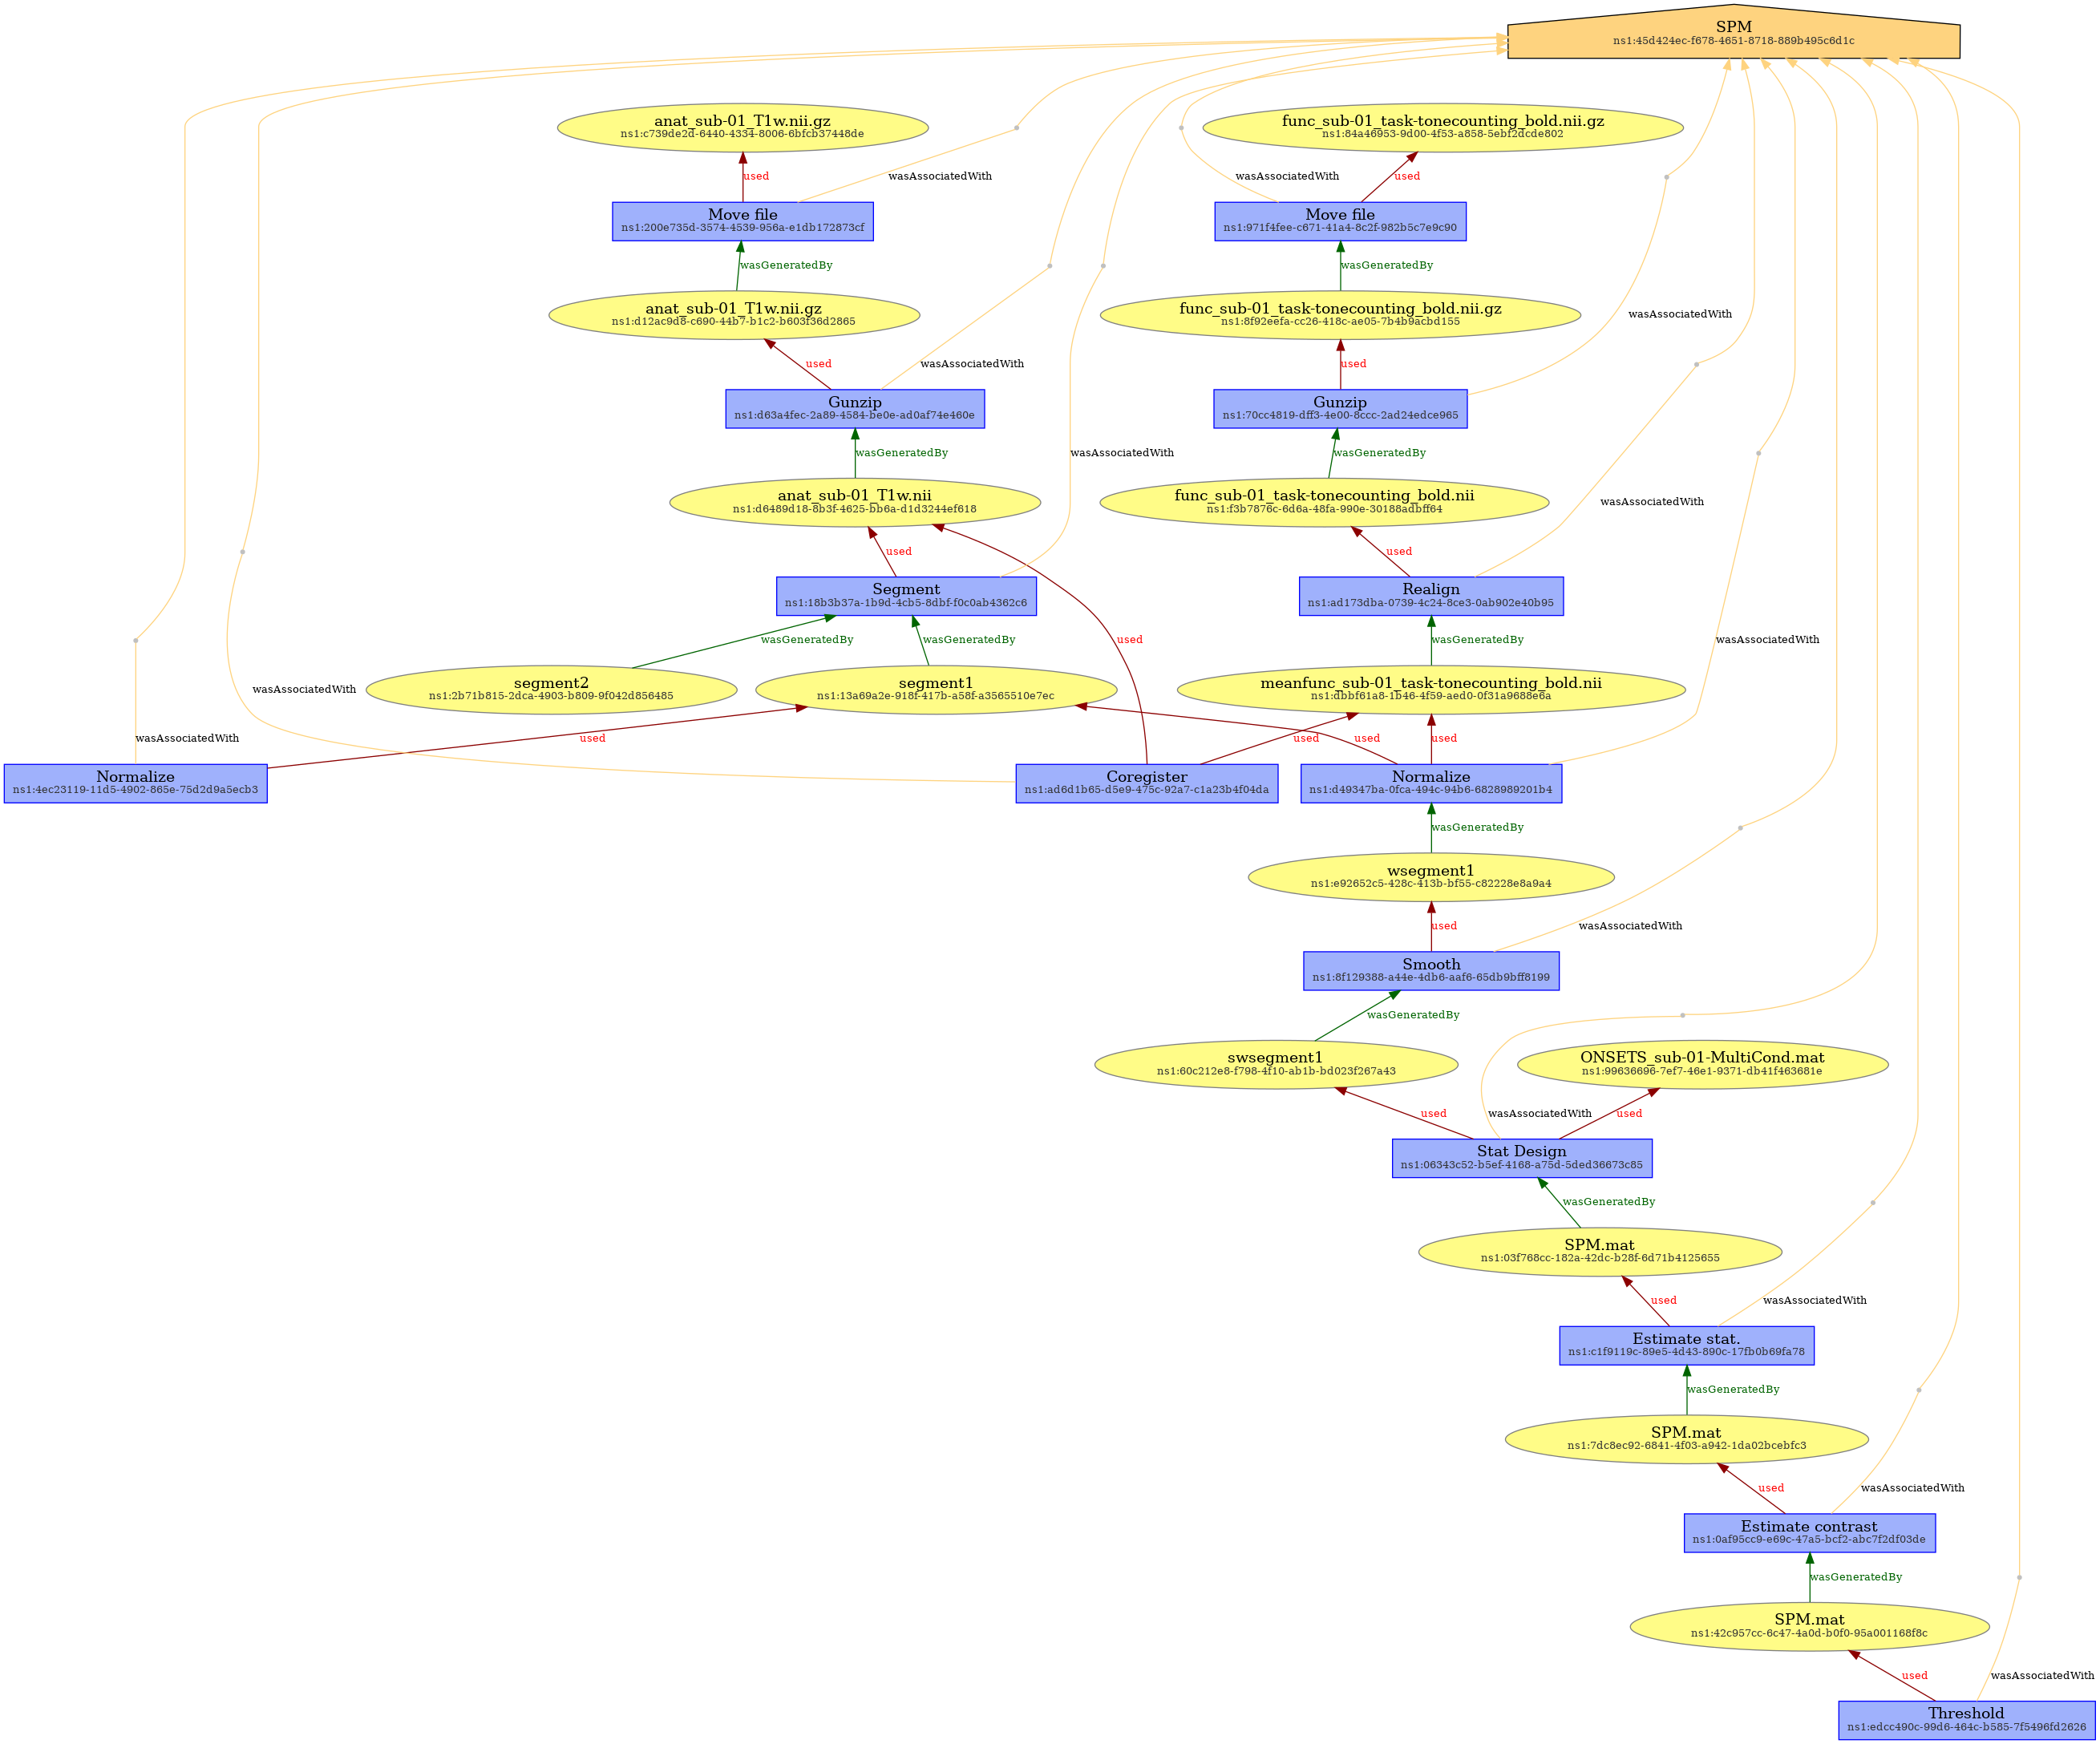 SPM
ns1:45d424ec-f678-4651-8718-889b495c6d1c
anat_sub-01_T1w.nii.gz
ns1:c739de2d-6440-4334-8006-6bfcb37448de
func_sub-01_task-tonecounting_bold.nii.gz
ns1:84a46953-9d00-4f53-a858-5ebf2dcde802
used
wasAssociatedWith
wasAssociatedWith
used
Move file
ns1:200e735d-3574-4539-956a-e1db172873cf
Move file
ns1:971f4fee-c671-41a4-8c2f-982b5c7e9c90
wasGeneratedBy
wasGeneratedBy
anat_sub-01_T1w.nii.gz
ns1:d12ac9d8-c690-44b7-b1c2-b603f36d2865
func_sub-01_task-tonecounting_bold.nii.gz
ns1:8f92eefa-cc26-418c-ae05-7b4b9acbd155
wasAssociatedWith
used
wasAssociatedWith
used
Gunzip
ns1:d63a4fec-2a89-4584-be0e-ad0af74e460e
Gunzip
ns1:70cc4819-dff3-4e00-8ccc-2ad24edce965
wasGeneratedBy
wasAssociatedWith
wasGeneratedBy
anat_sub-01_T1w.nii
ns1:d6489d18-8b3f-4625-bb6a-d1d3244ef618
func_sub-01_task-tonecounting_bold.nii
ns1:f3b7876c-6d6a-48fa-990e-30188adbff64
wasAssociatedWith
used
used
Segment
ns1:18b3b37a-1b9d-4cb5-8dbf-f0c0ab4362c6
Realign
ns1:ad173dba-0739-4c24-8ce3-0ab902e40b95
wasGeneratedBy
wasGeneratedBy
used
wasGeneratedBy
wasAssociatedWith
wasAssociatedWith
segment2
ns1:2b71b815-2dca-4903-b809-9f042d856485
segment1
ns1:13a69a2e-918f-417b-a58f-a3565510e7ec
meanfunc_sub-01_task-tonecounting_bold.nii
ns1:dbbf61a8-1b46-4f59-aed0-0f31a9688e6a
wasAssociatedWith
used
used
used
used
Normalize
ns1:4ec23119-11d5-4902-865e-75d2d9a5ecb3
Coregister
ns1:ad6d1b65-d5e9-475c-92a7-c1a23b4f04da
Normalize
ns1:d49347ba-0fca-494c-94b6-6828989201b4
wasGeneratedBy
wsegment1
ns1:e92652c5-428c-413b-bf55-c82228e8a9a4
used
wasAssociatedWith
Smooth
ns1:8f129388-a44e-4db6-aaf6-65db9bff8199
wasGeneratedBy
swsegment1
ns1:60c212e8-f798-4f10-ab1b-bd023f267a43
ONSETS_sub-01-MultiCond.mat
ns1:99636696-7ef7-46e1-9371-db41f463681e
used
wasAssociatedWith
used
Stat Design
ns1:06343c52-b5ef-4168-a75d-5ded36673c85
wasGeneratedBy
SPM.mat
ns1:03f768cc-182a-42dc-b28f-6d71b4125655
used
wasAssociatedWith
Estimate stat.
ns1:c1f9119c-89e5-4d43-890c-17fb0b69fa78
wasGeneratedBy
SPM.mat
ns1:7dc8ec92-6841-4f03-a942-1da02bcebfc3
used
wasAssociatedWith
Estimate contrast
ns1:0af95cc9-e69c-47a5-bcf2-abc7f2df03de
wasGeneratedBy
SPM.mat
ns1:42c957cc-6c47-4a0d-b0f0-95a001168f8c
used
wasAssociatedWith
Threshold
ns1:edcc490c-99d6-464c-b585-7f5496fd2626